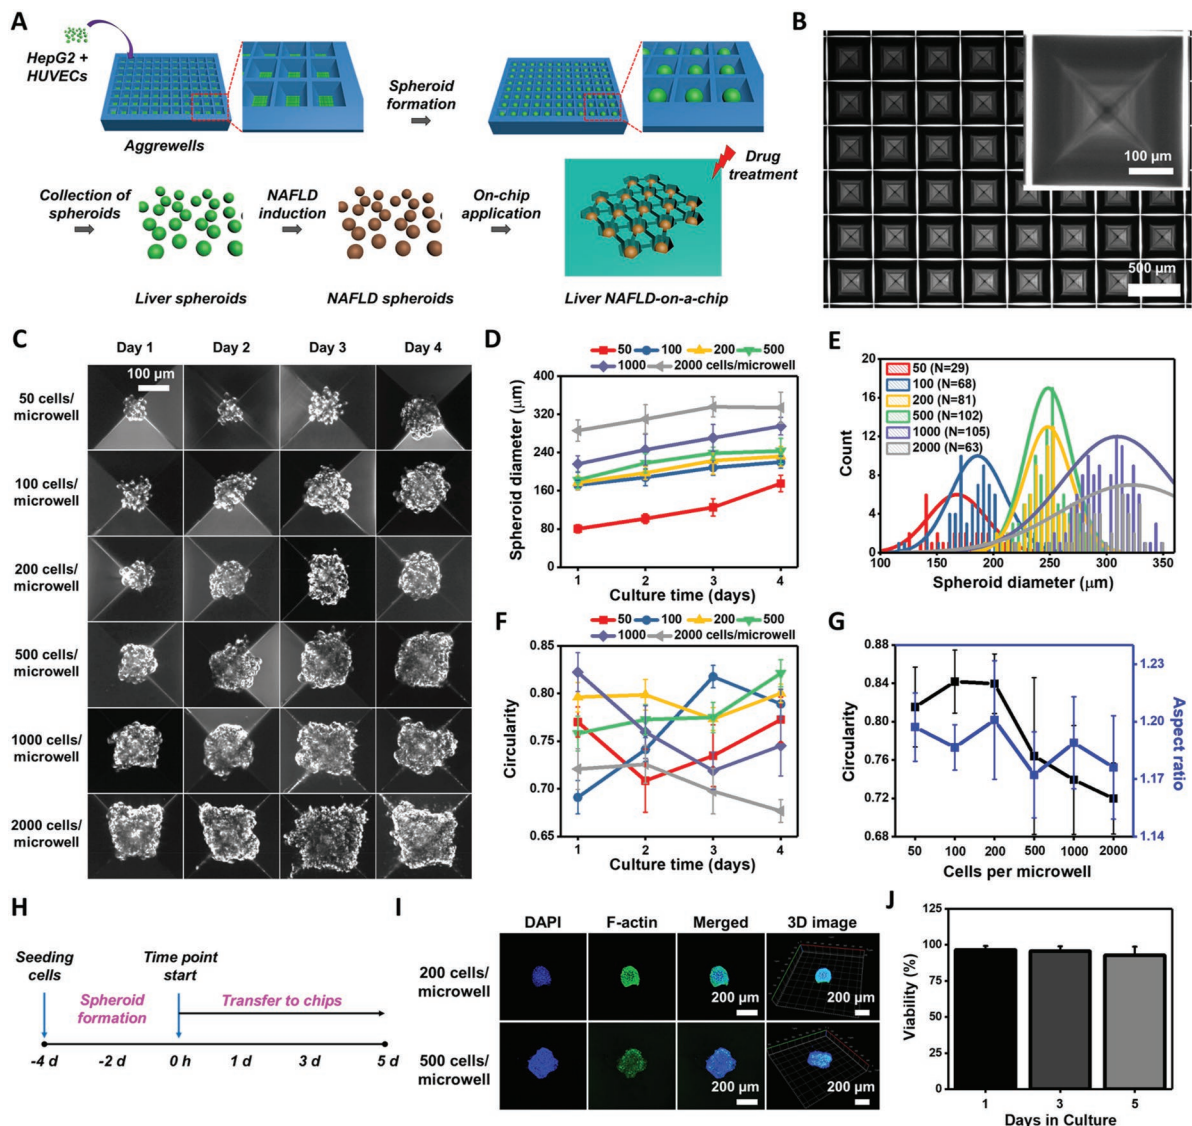 A
HepG2 +
HUVECs
Aggrewells
Spheroid
formation
Drug
treatment
Collection of
spheroids
NAFLD
induction
On-chip
application
Liver spheroids
NAFLD spheroids
Liver NAFLD-on-a-chip
B
100 µm
500 µm
C
Day 1
Day 2
Day 3
Day 4
100 µm
50 cells/
microwell
100 cells/
microwell
200 cells/
microwell
500 cells/
microwell
1000 cells/
microwell
2000 cells/
microwell
D
50 100 200 500
1000 2000 cells/microwell
Spheroid diameter (µm)
400
320
240
160
80
0
1 2 3 4
Culture time (days)
E
50 (N=29)
100 (N=68)
200 (N=81)
500 (N=102)
1000 (N=105)
2000 (N=63)
Count
20
16
12
8
4
0
100 150 200 250 300 350
Spheroid diameter (µm)
F
50 100 200 500
1000 2000 cells/microwell
Circularity
0.85
0.80
0.75
0.70
0.65
1 2 3 4
Culture time (days)
G
Circularity
0.88
0.84
0.80
0.76
0.72
0.68
1.23
1.20
1.17
1.14
Aspect ratio
50 100 200 500 1000 2000
Cells per microwell
H
Seeding
cells
Time point
start
Spheroid
formation
Transfer to chips
-4 d -2 d 0 h 1 d 3 d 5 d
I
DAPI F-actin Merged 3D image
200 cells/
microwell
200 µm
200 µm
500 cells/
microwell
200 µm
200 µm
J
Viability (%)
125
100
75
50
25
0
1 3 5
Days in Culture